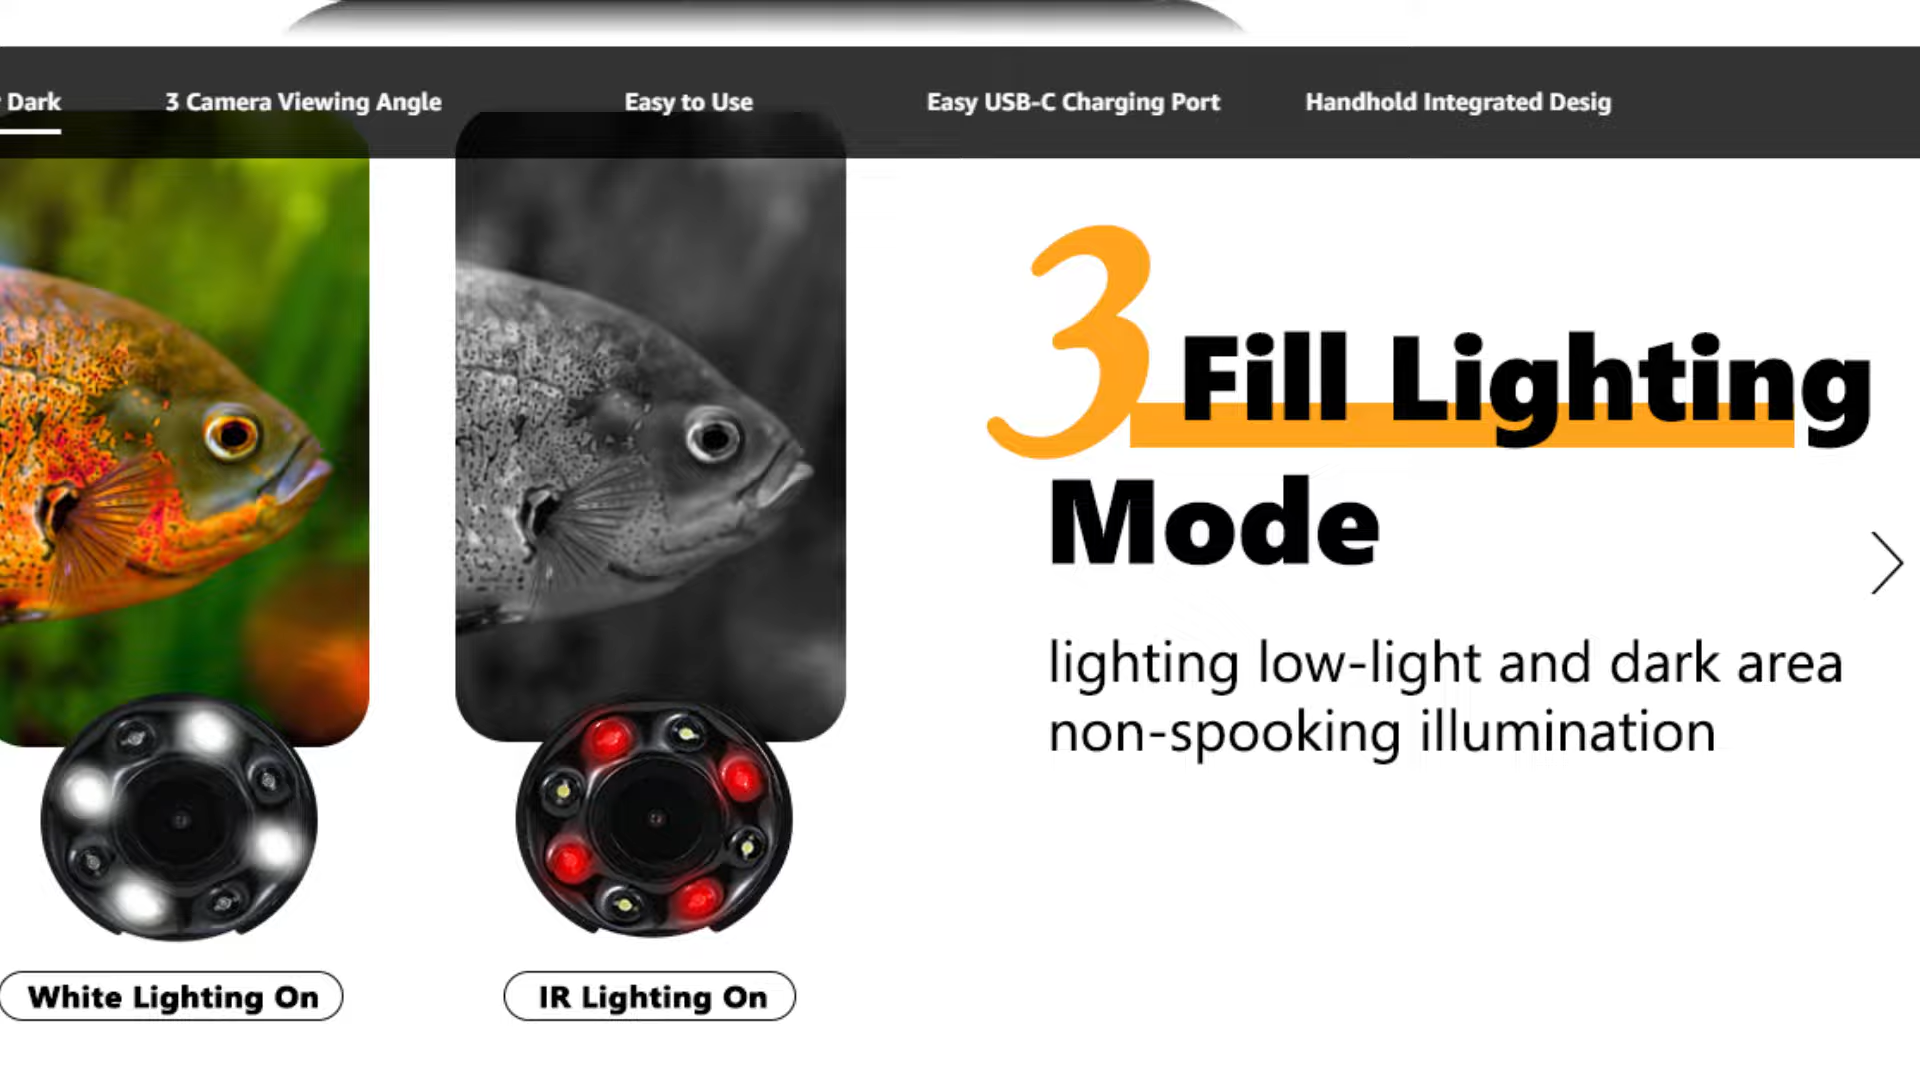 Dark
3 Camera Viewing Angle
Easy to Use
Easy USB-C Charging Port
Handhold Integrated Desig
3 Fill Lighting
Mode
lighting low-light and dark area
non-spooking illumination
White Lighting On
IR Lighting On